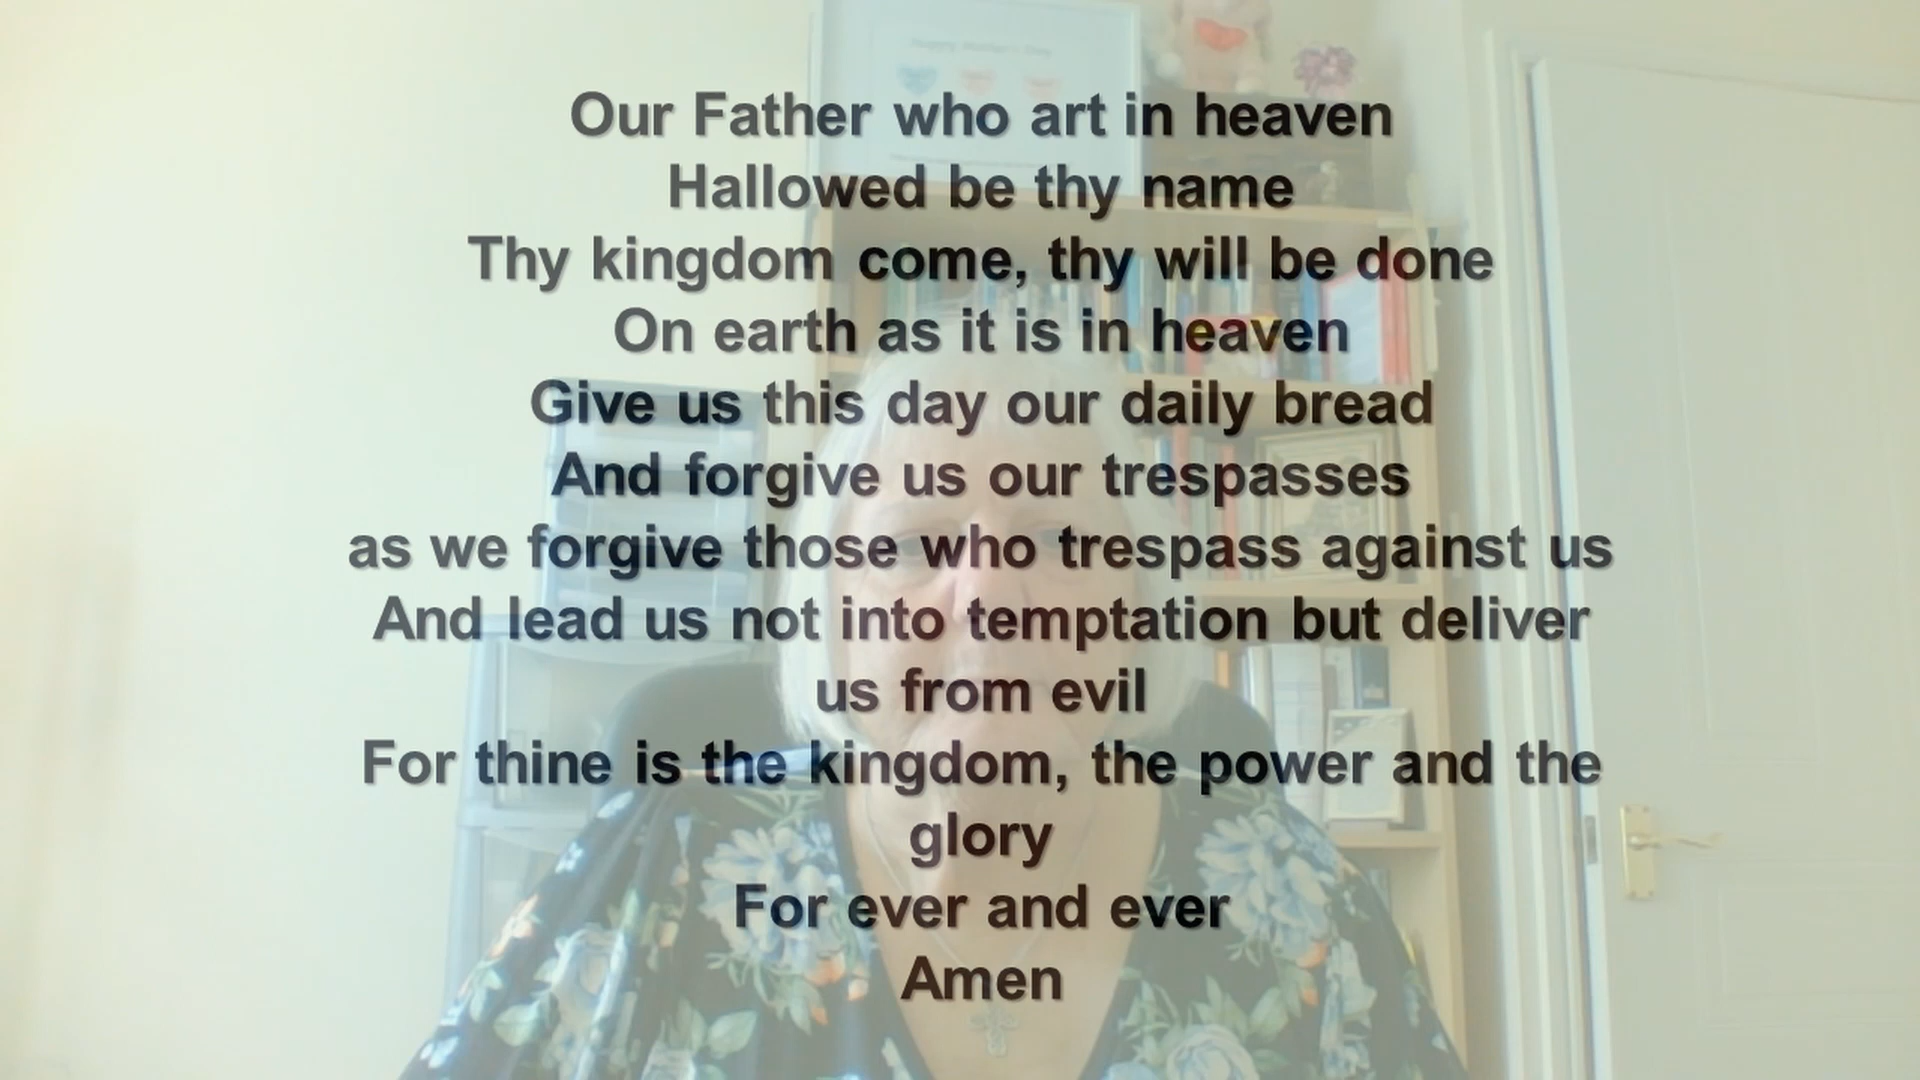 Our Father who art in heaven
Hallowed be thy name
Thy kingdom come, thy will be done
On earth as it is in heaven
Give us this day our daily bread
And forgive us our trespasses
as we forgive those who trespass against us
And lead us not into temptation but deliver
us from evil
For thine is the kingdom, the power and the
glory
For ever and ever
Amen